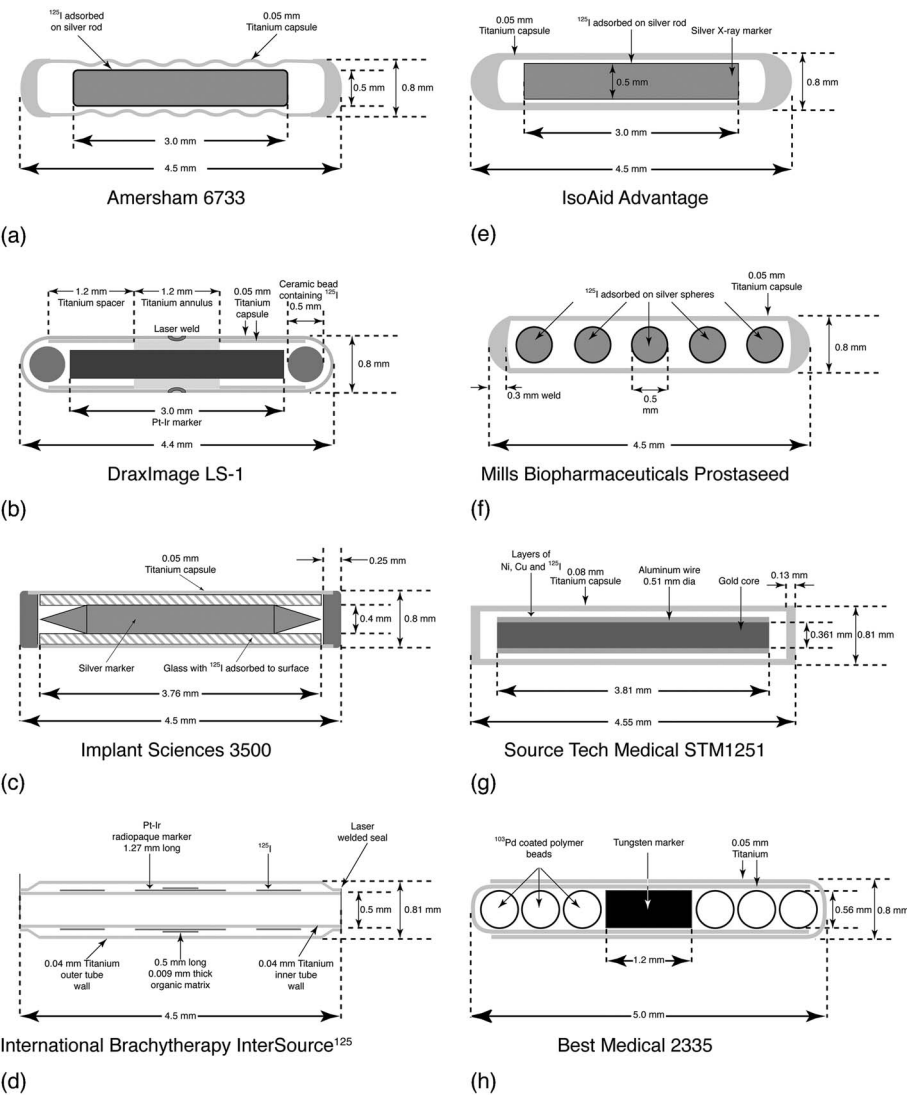 125I adsorbed
on silver rod
0.05 mm
Titanium capsule
0.5 mm
0.8 mm
3.0 mm
4.5 mm
Amersham 6733
(a)
1.2 mm
Titanium spacer
1.2 mm
Titanium annulus
0.05 mm
Titanium
capsule
Ceramic bead
containing 125I
0.5 mm
Laser weld
0.8 mm
3.0 mm
Pt-Ir marker
4.4 mm
DraxImage LS-1
(b)
0.05 mm
Titanium capsule
0.25 mm
0.4 mm
0.8 mm
Silver marker
Glass with 125I adsorbed to surface
3.76 mm
4.5 mm
Implant Sciences 3500
(c)
Pt-Ir
radiopaque marker
1.27 mm long
125I
Laser
welded seal
0.5 mm
0.81 mm
0.04 mm Titanium
outer tube
wall
0.5 mm long
0.009 mm thick
organic matrix
0.04 mm Titanium
inner tube
wall
4.5 mm
International Brachytherapy InterSource125
(d)
0.05 mm
Titanium capsule
125I adsorbed on silver rod
Silver X-ray marker
0.5 mm
0.8 mm
3.0 mm
4.5 mm
IsoAid Advantage
(e)
125I adsorbed on silver spheres
0.05 mm
Titanium capsule
0.8 mm
0.3 mm weld
0.5
mm
4.5 mm
Mills Biopharmaceuticals Prostaseed
(f)
Layers of
Ni, Cu and 125I
0.08 mm
Titanium capsule
Aluminum wire
0.51 mm dia
Gold core
0.13 mm
0.361 mm
0.81 mm
3.81 mm
4.55 mm
Source Tech Medical STM1251
(g)
103Pd coated polymer
beads
Tungsten marker
0.05 mm
Titanium
0.56 mm
0.8 mm
1.2 mm
5.0 mm
Best Medical 2335
(h)